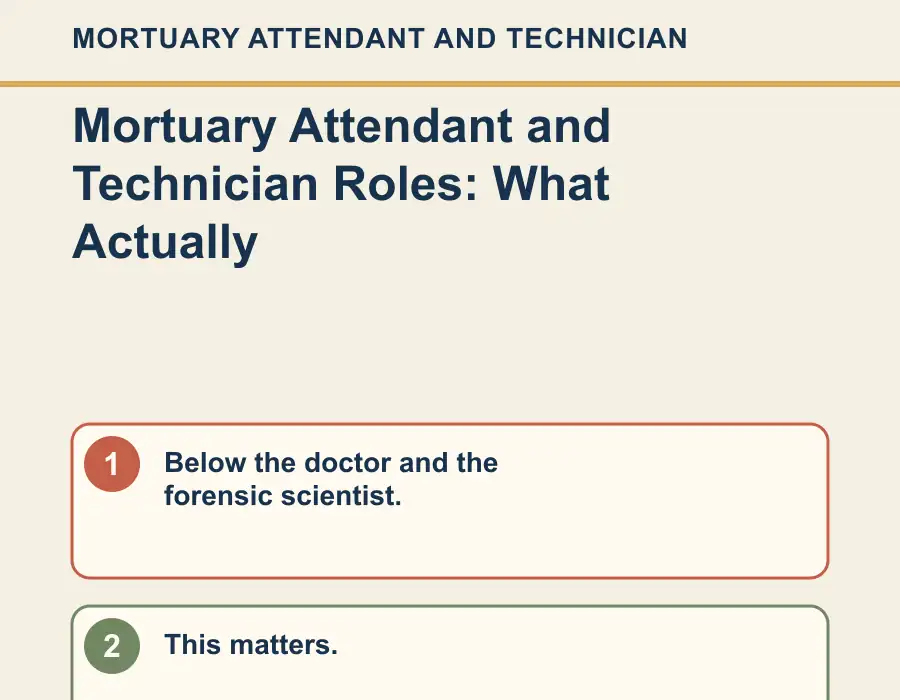 MORTUARY ATTENDANT AND TECHNICIAN
Mortuary Attendant and
Technician Roles: What
Actually
1
Below the doctor and the
forensic scientist.
2
This matters.